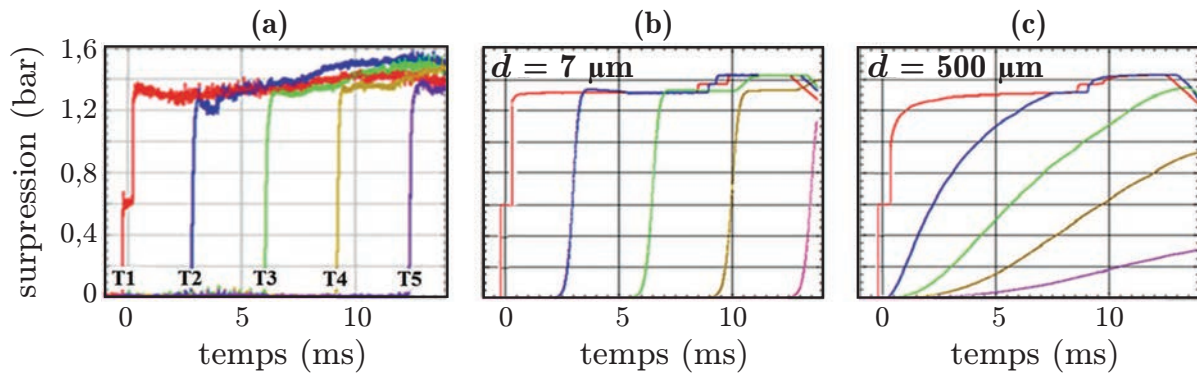 (a) (b) (c)
surpression (bar)
1,6
1,2
0,8
0,4
0
T1 T2 T3 T4 T5
d = 7 μm
d = 500 μm
0 5 10
0 5 10
0 5 10
temps (ms) temps (ms) temps (ms)